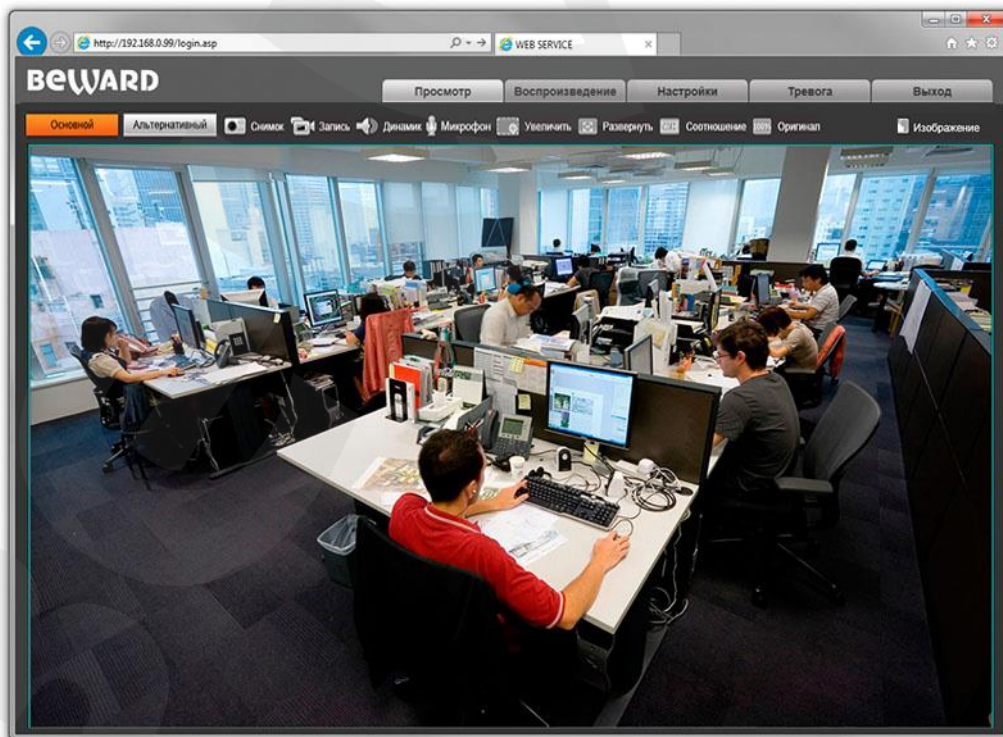 http://192.168.0.99/login.asp
WEB SERVICE
BEWARD
Просмотр
Воспроизведение
Настройки
Тревога
Выход
Основной
Альтернативный
Снимок
Запись
Динамик
Микрофон
Увеличить
Развернуть
Соотношение
100%
Оригинал
Изображение